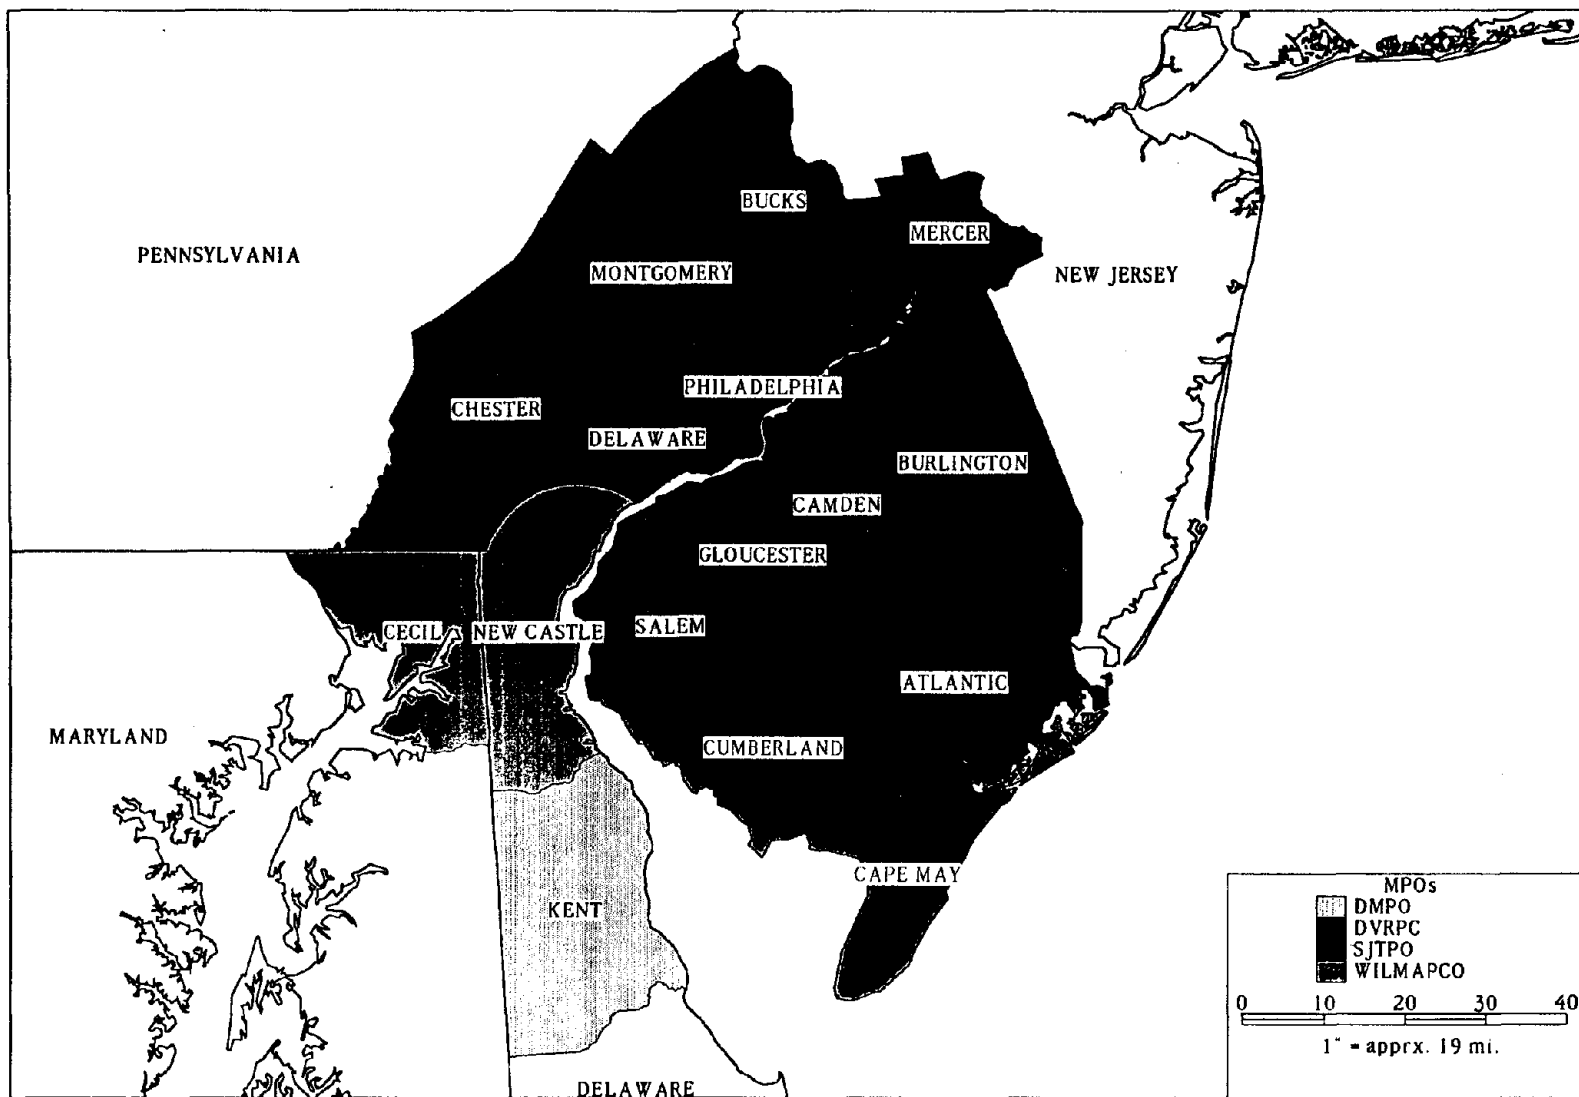 BUCKS
MERCER
PENNSYLVANIA
MONTGOMERY
NEW JERSEY
PHILADELPHIA
CHESTER
DELAWARE
BURLINGTON
CAMDEN
GLOUCESTER
CECIL
NEW CASTLE
SALEM
ATLANTIC
MARYLAND
CUMBERLAND
CAPE MAY
KENT
DELAWARE
MPOs
DMPO
DVRPC
SJTPO
WILMAPCO
0 10 20 30 40
1" = apprx. 19 mi.